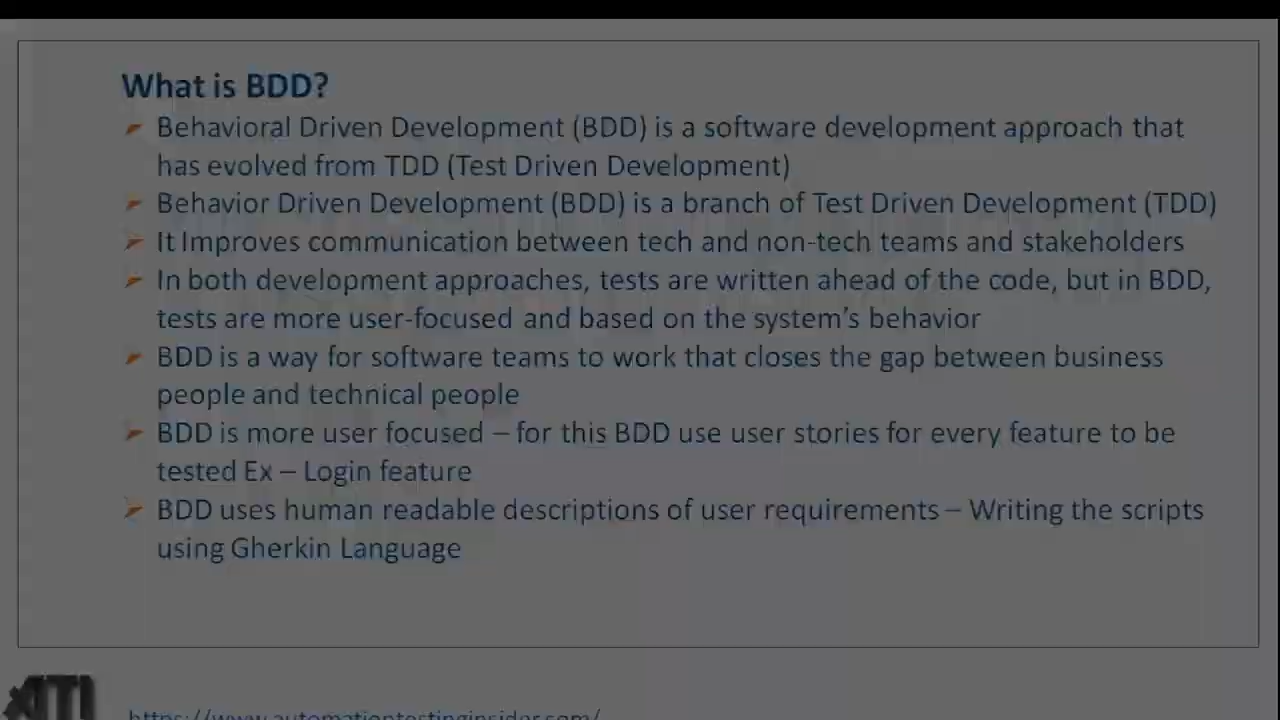 What is BDD?
Behavioral Driven Development (BDD) is a software development approach that
has evolved from TDD (Test Driven Development)
Behavior Driven Development (BDD) is a branch of Test Driven Development (TDD)
It Improves communication between tech and non-tech teams and stakeholders
In both development approaches, tests are written ahead of the code, but in BDD,
tests are more user-focused and based on the system's behavior
BDD is a way for software teams to work that closes the gap between business
people and technical people
BDD is more user focused – for this BDD use user stories for every feature to be
tested Ex – Login feature
BDD uses human readable descriptions of user requirements – Writing the scripts
using Gherkin Language
ATI
https://www.automationtestinginsider.com/